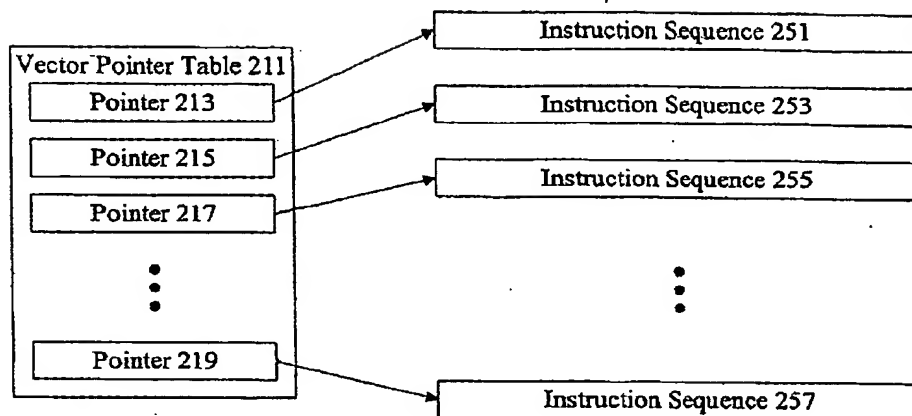 Instruction Sequence 251
Vector Pointer Table 211
Pointer 213
Instruction Sequence 253
Pointer 215
Instruction Sequence 255
Pointer 217
Pointer 219
Instruction Sequence 257